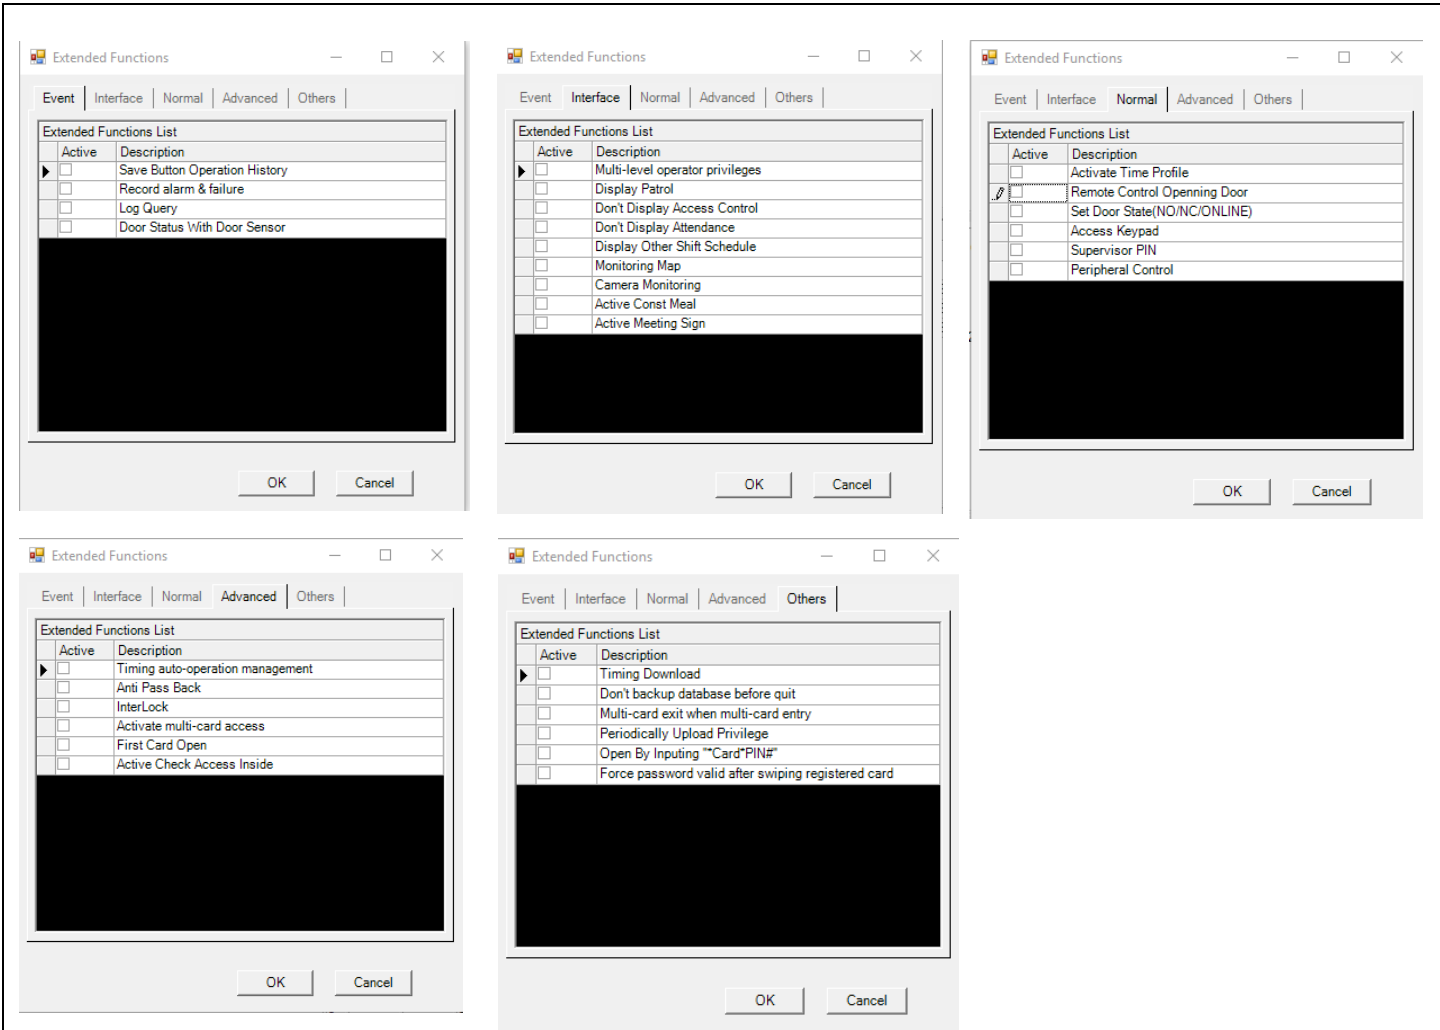 Extended Functions
Event Interface Normal Advanced Others
Extended Functions List
Active Description
Save Button Operation History
Record alarm & failure
Log Query
Door Status With Door Sensor
OK Cancel
Extended Functions
Event Interface Normal Advanced Others
Extended Functions List
Active Description
Multi-level operator privileges
Display Patrol
Don't Display Access Control
Don't Display Attendance
Display Other Shift Schedule
Monitoring Map
Camera Monitoring
Active Const Meal
Active Meeting Sign
OK Cancel
Extended Functions
Event Interface Normal Advanced Others
Extended Functions List
Active Description
Activate Time Profile
Remote Control Openning Door
Set Door State(NO/NC/ONLINE)
Access Keypad
Supervisor PIN
Peripheral Control
OK Cancel
Extended Functions
Event Interface Normal Advanced Others
Extended Functions List
Active Description
Timing auto-operation management
Anti Pass Back
InterLock
Activate multi-card access
First Card Open
Active Check Access Inside
OK Cancel
Extended Functions
Event Interface Normal Advanced Others
Extended Functions List
Active Description
Timing Download
Don't backup database before quit
Multi-card exit when multi-card entry
Periodically Upload Privilege
Open By Inputing "*Card*PIN#"
Force password valid after swiping registered card
OK Cancel